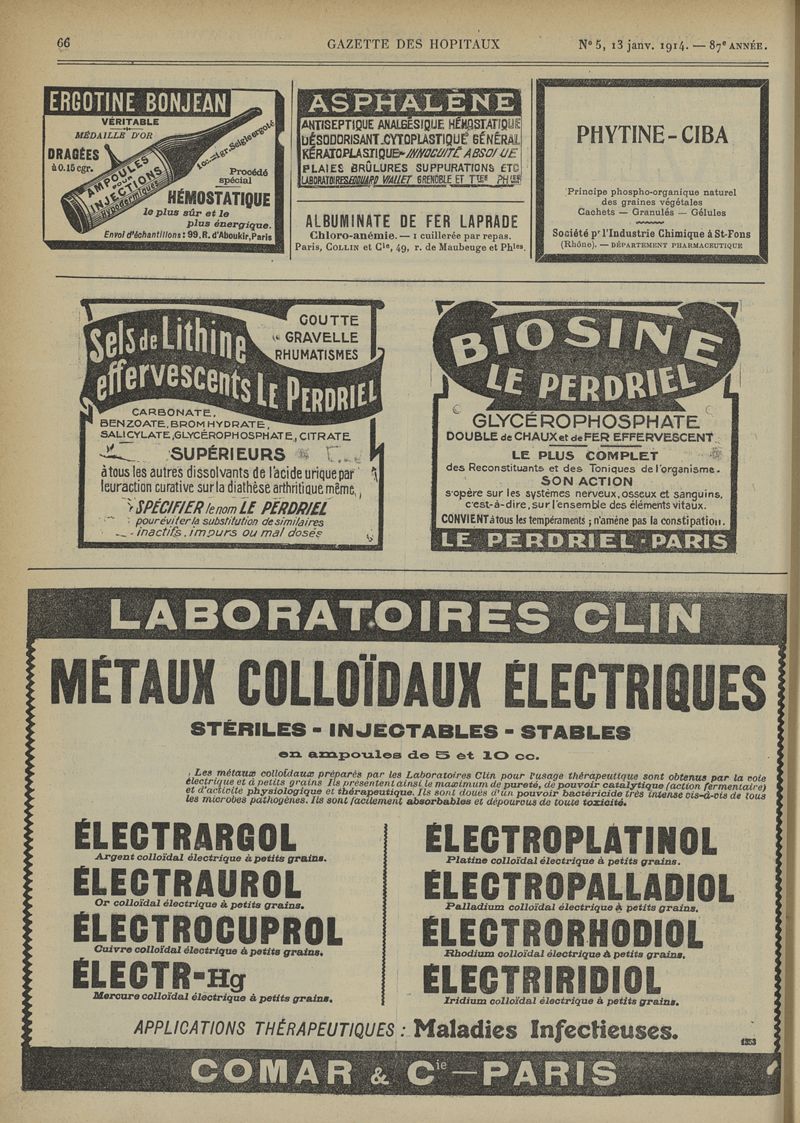 66
GAZETTE DES HOPITAUX
N° 5, 13 janv. 1914. — 87e ANNÉE.
ERGOTINE BONJEAN
VÉRITABLE
MÉDAILLE D'OR
DRAGÉES
à 0.15 cgr.
AMPOULES
POUR
INJECTIONS
Hypodermiques
1cc.=1gr. Seigle ergoté
Procédé
spécial
HÉMOSTATIQUE
le plus sûr et le
plus énergique.
Envoi d'échantillons : 99, R. d'Aboukir, Paris
ASPHALÈNE
ANTISEPTIQUE ANALGÉSIQUE HÉMOSTATIQUE
DÉSODORISANT. CYTOPLASTIQUE GÉNÉRAL
KÉRATOPLASTIQUE - INNOCUITÉ ABSOLUE
PLAIES BRÛLURES SUPPURATIONS ETC
LABORATOIRES EDOUARD VIALLET GRENOBLE ET TTES PHIES
ALBUMINATE DE FER LAPRADE
Chloro-anémie. — 1 cuillerée par repas.
Paris, COLLIN et Cie, 49, r. de Maubeuge et Phies.
PHYTINE-CIBA
Principe phospho-organique naturel
des graines végétales
Cachets — Granulés — Gélules
Société pr l'Industrie Chimique à St-Fons
(Rhône). — DÉPARTEMENT PHARMACEUTIQUE
Sels de Lithine
effervescents LE PERDRIEL
GOUTTE
GRAVELLE
RHUMATISMES
CARBONATE,
BENZOATE, BROMHYDRATE,
SALICYLATE, GLYCÉROPHOSPHATE, CITRATE
SUPÉRIEURS
à tous les autres dissolvants de l'acide urique par
leur action curative sur la diathèse arthritique même,
SPÉCIFIER le nom LE PERDRIEL
pour éviter la substitution de similaires
inactifs, impurs ou mal dosés
BIOSINE
LE PERDRIEL
GLYCÉROPHOSPHATE
DOUBLE de CHAUX et de FER EFFERVESCENT
LE PLUS COMPLET
des Reconstituants et des Toniques de l'organisme.
SON ACTION
s'opère sur les systèmes nerveux, osseux et sanguins,
c'est-à-dire, sur l'ensemble des éléments vitaux.
CONVIENT à tous les tempéraments ; n'amène pas la constipation.
LE PERDRIEL - PARIS
LABORATOIRES CLIN
MÉTAUX COLLOÏDAUX ÉLECTRIQUES
STÉRILES - INJECTABLES - STABLES
en ampoules de 5 et 10 cc.
Les métaux colloïdaux préparés par les Laboratoires Clin pour l'usage thérapeutique sont obtenus par la voie
électrique et à petits grains Ils présentent ainsi le maximum de pureté, de pouvoir catalytique (action fermentaire)
et d'activité physiologique et thérapeutique. Ils sont doués d'un pouvoir bactéricide très intense vis-à-vis de tous
les microbes pathogènes. Ils sont facilement absorbables et dépourvus de toute toxicité.
ÉLECTRARGOL
Argent colloïdal électrique à petits grains.
ÉLECTRAUROL
Or colloïdal électrique à petits grains.
ÉLECTROCUPROL
Cuivre colloïdal électrique à petits grains.
ÉLECTR-Hg
Mercure colloïdal électrique à petits grains.
ÉLECTROPLATINOL
Platine colloïdal électrique à petits grains.
ÉLECTROPALLADIOL
Palladium colloïdal électrique à petits grains.
ÉLECTRORHODIOL
Rhodium colloïdal électrique à petits grains.
ÉLECTRIRIDIOL
Iridium colloïdal électrique à petits grains.
APPLICATIONS THÉRAPEUTIQUES : Maladies Infectieuses.
1353
COMAR & Cie — PARIS